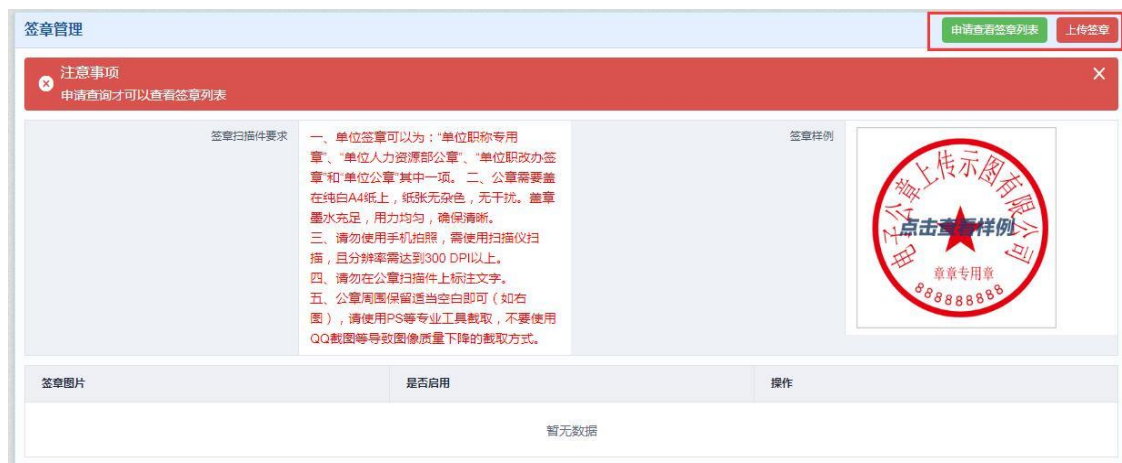 签章管理
申请查看签章列表
上传签章
注意事项
申请查询才可以查看签章列表
签章扫描件要求
一、单位签章可以为：“单位职称专用
章”、“单位人力资源部公章”、“单位职改办签
章”和“单位公章”其中一项。 二、公章需要盖
在纯白A4纸上，纸张无杂色，无干扰。盖章
墨水充足，用力均匀，确保清晰。
三、请勿使用手机拍照，需使用扫描仪扫
描，且分辨率需达到300 DPI以上。
四、请勿在公章扫描件上标注文字。
五、公章周围保留适当空白即可（如右
图），请使用PS等专业工具截取，不要使用
QQ截图等导致图像质量下降的截取方式。
签章样例
电子公章上传示图有限公司
点击查看样例
章章专用章
888888888
签章图片
是否启用
操作
暂无数据